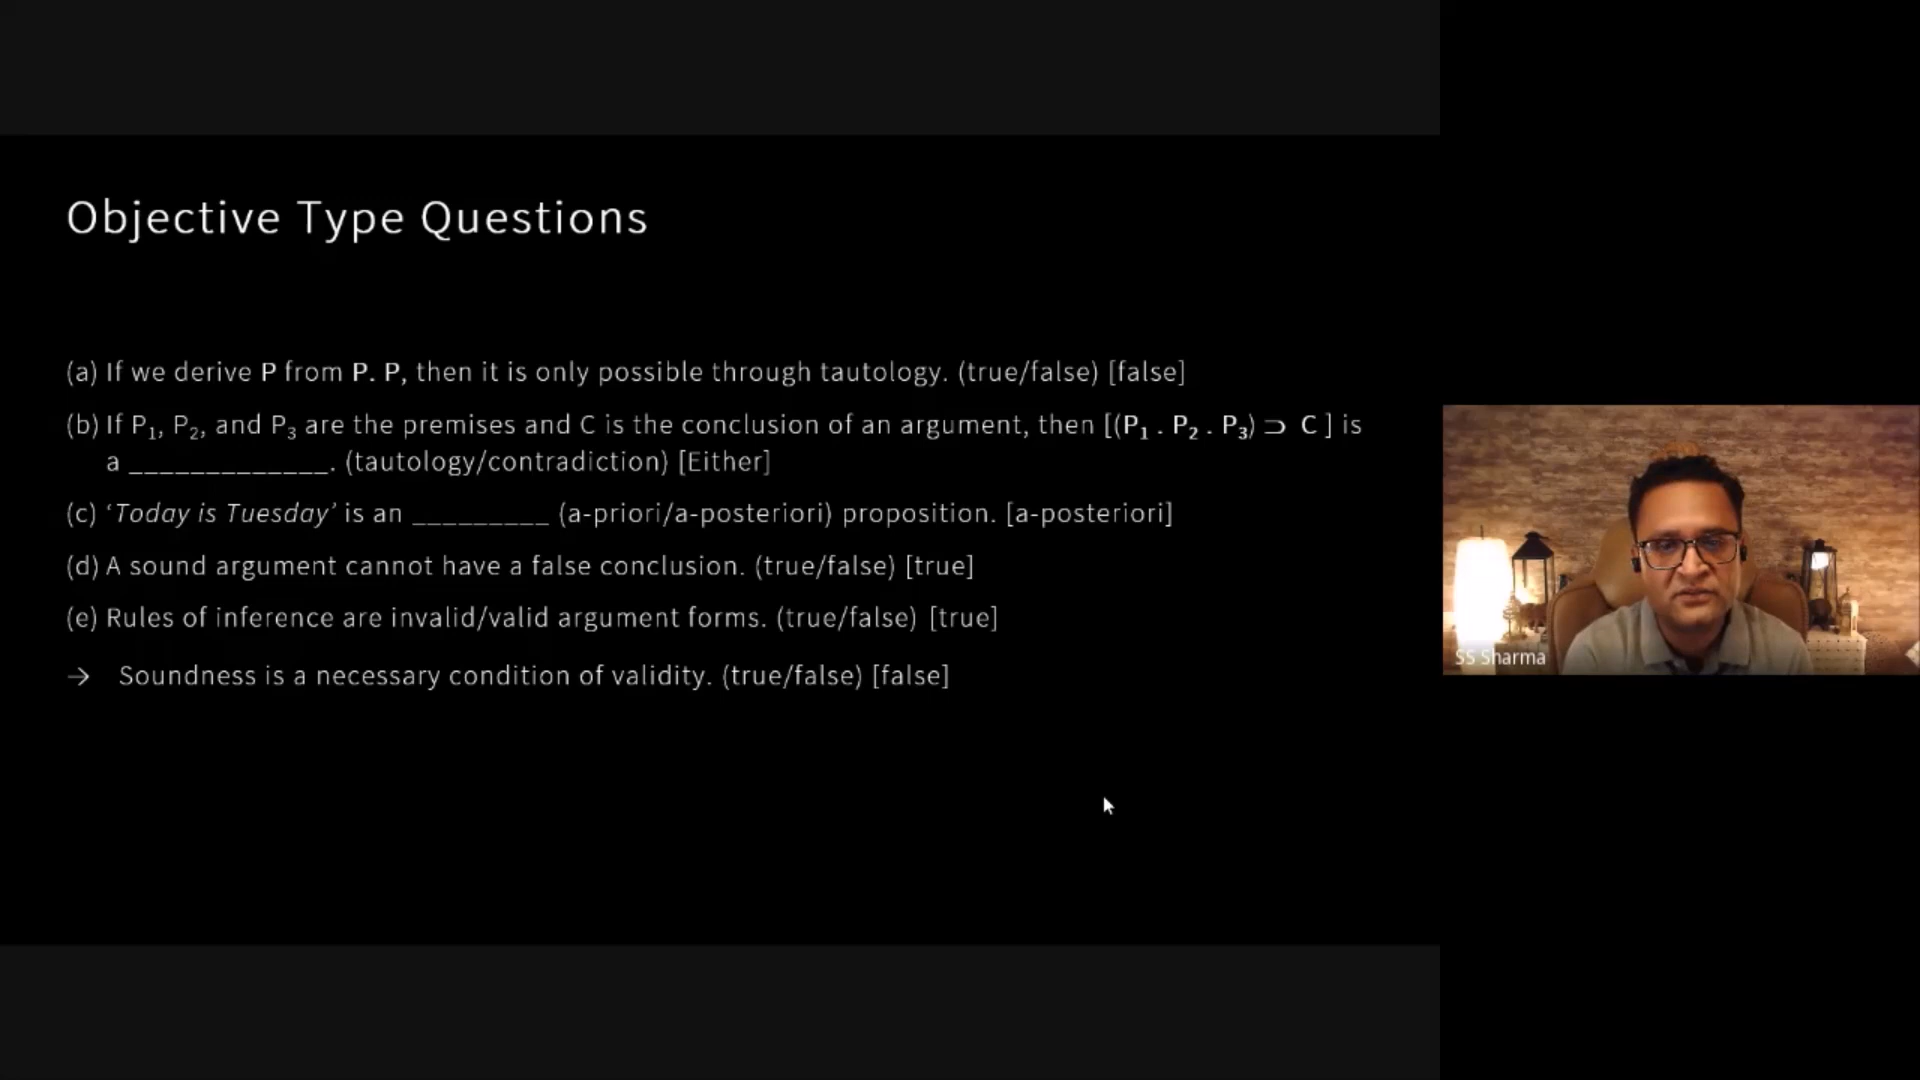 Objective Type Questions
(a) If we derive P from P. P, then it is only possible through tautology. (true/false) [false]
(b) If P₁, P₂, and P₃ are the premises and C is the conclusion of an argument, then [(P₁ . P₂ . P₃) ⊃ C ] is
a _____________. (tautology/contradiction) [Either]
(c) ‘Today is Tuesday’ is an _________ (a-priori/a-posteriori) proposition. [a-posteriori]
(d) A sound argument cannot have a false conclusion. (true/false) [true]
(e) Rules of inference are invalid/valid argument forms. (true/false) [true]
→ Soundness is a necessary condition of validity. (true/false) [false]
SS Sharma